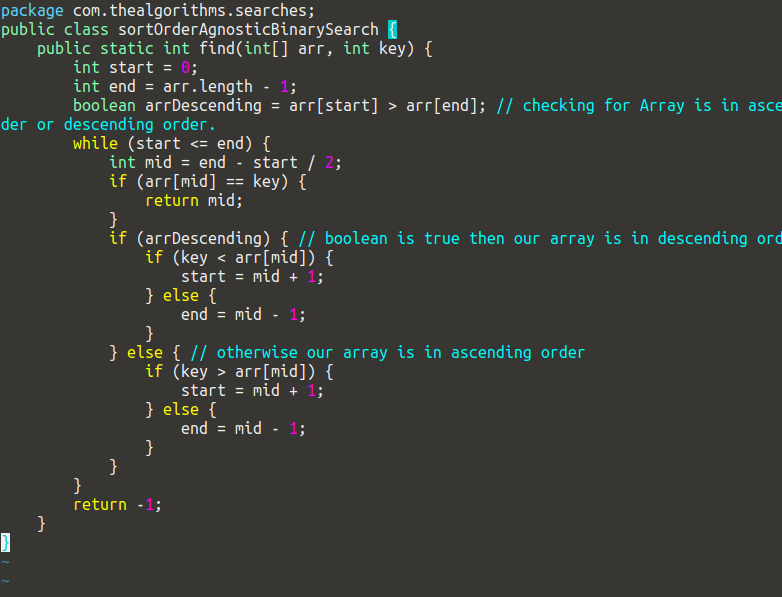 package com.thealgorithms.searches;
public class sortOrderAgnosticBinarySearch {
    public static int find(int[] arr, int key) {
        int start = 0;
        int end = arr.length - 1;
        boolean arrDescending = arr[start] > arr[end]; // checking for Array is in asce
der or descending order.
        while (start <= end) {
            int mid = end - start / 2;
            if (arr[mid] == key) {
                return mid;
            }
            if (arrDescending) { // boolean is true then our array is in descending ord
                if (key < arr[mid]) {
                    start = mid + 1;
                } else {
                    end = mid - 1;
                }
            } else { // otherwise our array is in ascending order
                if (key > arr[mid]) {
                    start = mid + 1;
                } else {
                    end = mid - 1;
                }
            }
        }
        return -1;
    }
}
~
~